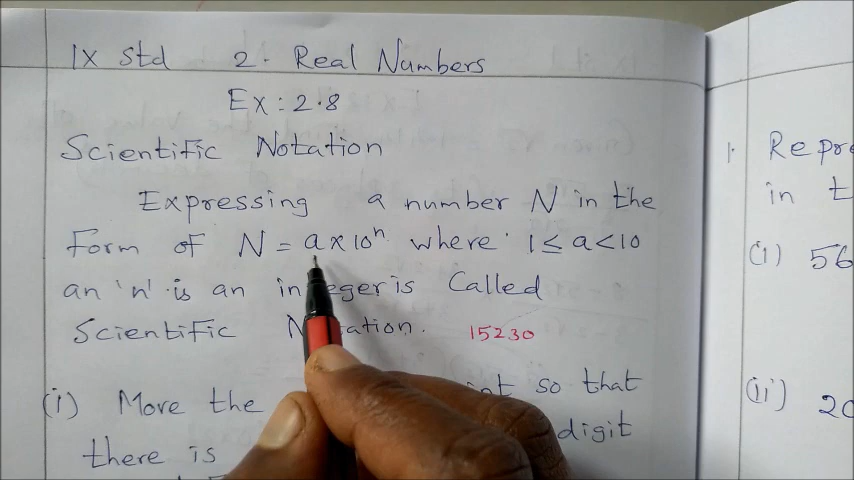 IX Std 2. Real Numbers
Ex : 2.8
Scientific Notation
Expressing a number N in the
Form of N = a × 10ⁿ where 1 ≤ a < 10
an 'n' is an integer is Called
Scientific Notation.
15230
(i) Move the so that
there is digit
1. Repre
in t
(i) 56
(ii) 20